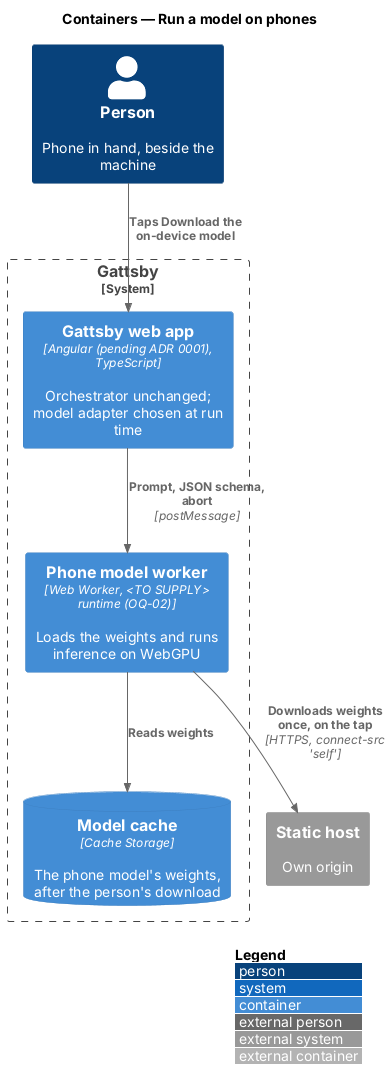 Containers — Run a model on phones
Person
Phone in hand, beside the
machine
Taps Download the
on-device model
Gattsby
[System]
Gattsby web app
[Angular (pending ADR 0001),
TypeScript]
Orchestrator unchanged;
model adapter chosen at run
time
Prompt, JSON schema,
abort
[postMessage]
Phone model worker
[Web Worker, <TO SUPPLY>
runtime (OQ-02)]
Loads the weights and runs
inference on WebGPU
Reads weights
Downloads weights
once, on the tap
[HTTPS, connect-src
'self']
Model cache
[Cache Storage]
The phone model's weights,
after the person's download
Static host
Own origin
Legend
person
system
container
external person
external system
external container